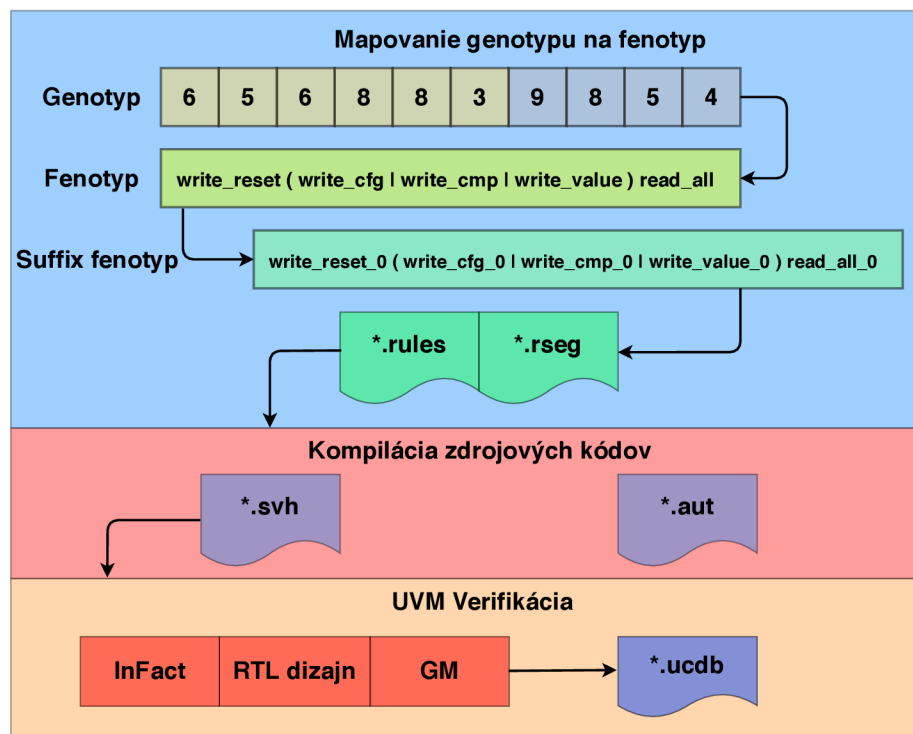 Mapovanie genotypu na fenotyp
Genotyp 6 5 6 8 8 3 9 8 5 4
Fenotyp write_reset ( write_cfg | write_cmp | write_value ) read_all
Suffix fenotyp write_reset_0 ( write_cfg_0 | write_cmp_0 | write_value_0 ) read_all_0
*.rules *.rseg
Kompilácia zdrojových kódov
*.svh *.aut
UVM Verifikácia
InFact RTL dizajn GM *.ucdb